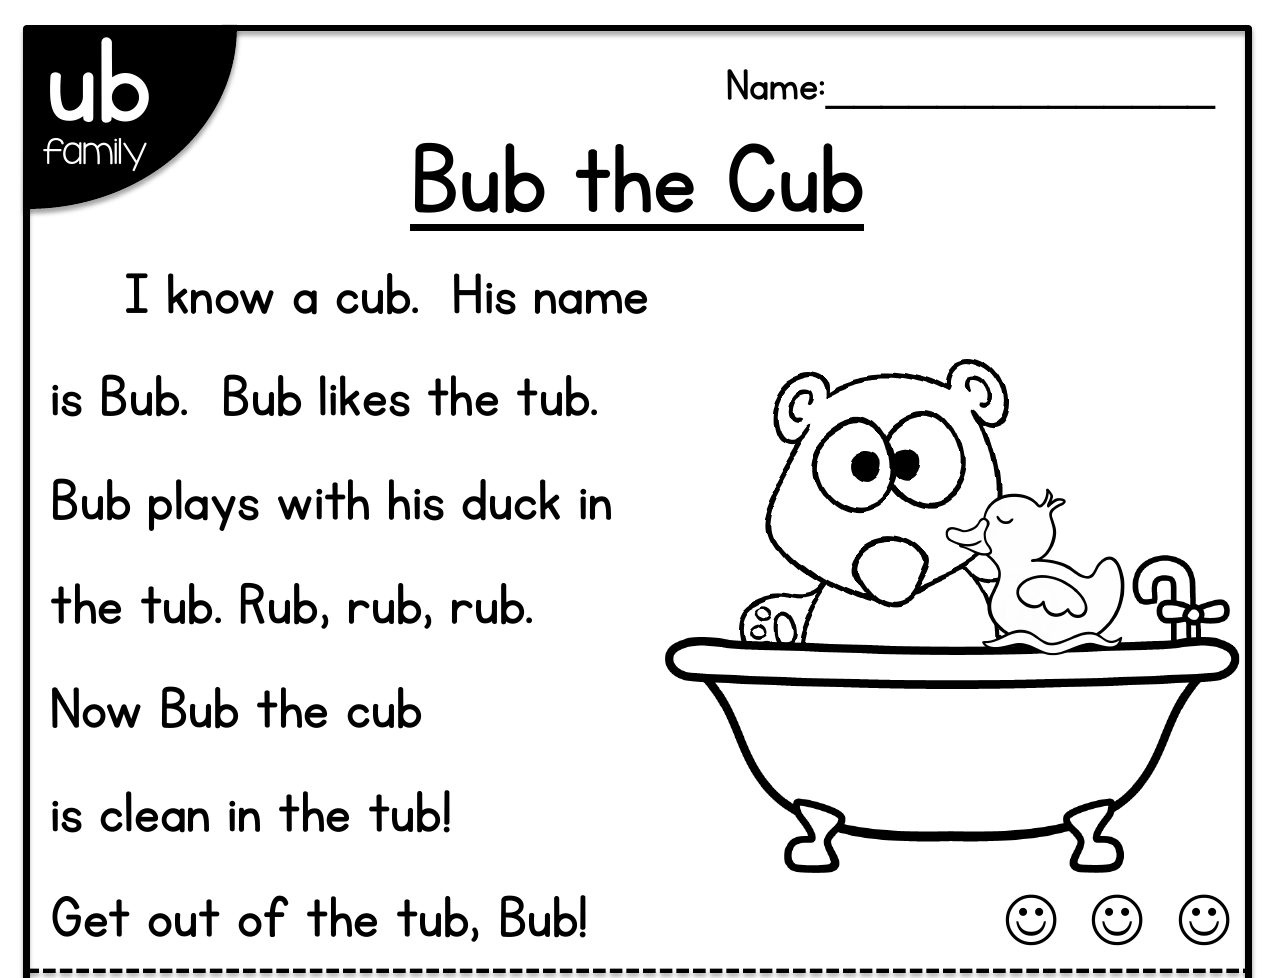 ub
family
Name:
Bub the Cub
I know a cub. His name
is Bub. Bub likes the tub.
Bub plays with his duck in
the tub. Rub, rub, rub.
Now Bub the cub
is clean in the tub!
Get out of the tub, Bub!